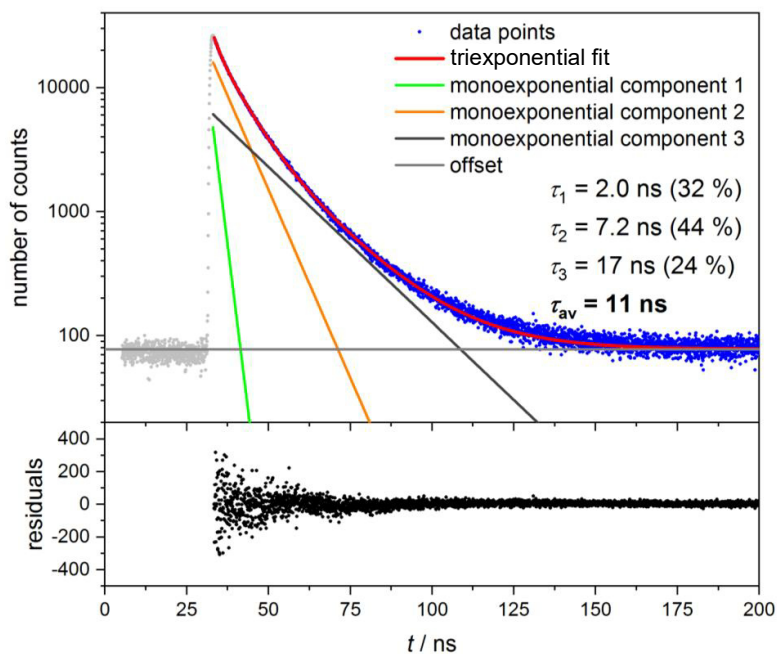 data points
triexponential fit
monoexponential component 1
monoexponential component 2
monoexponential component 3
offset
τ1 = 2.0 ns (32 %)
τ2 = 7.2 ns (44 %)
τ3 = 17 ns (24 %)
τav = 11 ns
number of counts
10000
1000
100
residuals
400
200
0
-200
-400
0 25 50 75 100 125 150 175 200
t / ns